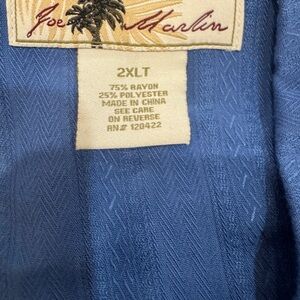 Joe Marlin
2XLT
75% RAYON
25% POLYESTER
MADE IN CHINA
SEE CARE
ON REVERSE
RN# 120422